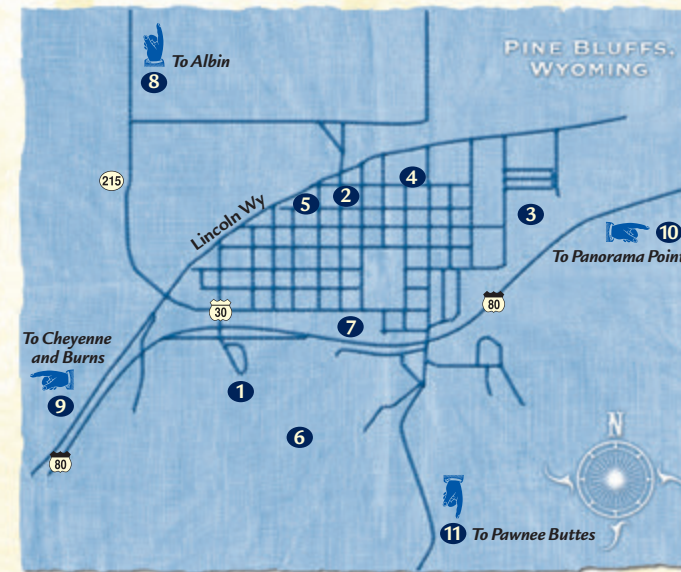 PINE BLUFFS,
WYOMING
To Albin
8
215
Lincoln Wy
5
2
4
3
10
To Panorama Point
80
30
7
To Cheyenne
and Burns
9
1
6
80
N
11 To Pawnee Buttes